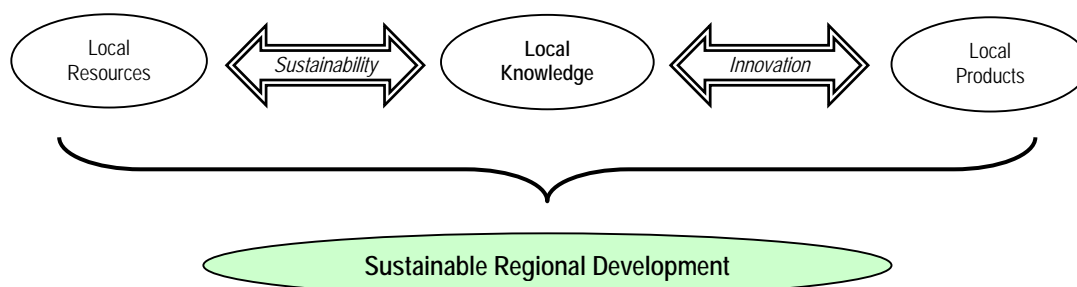 Local
Resources
Sustainability
Local
Knowledge
Innovation
Local
Products
Sustainable Regional Development